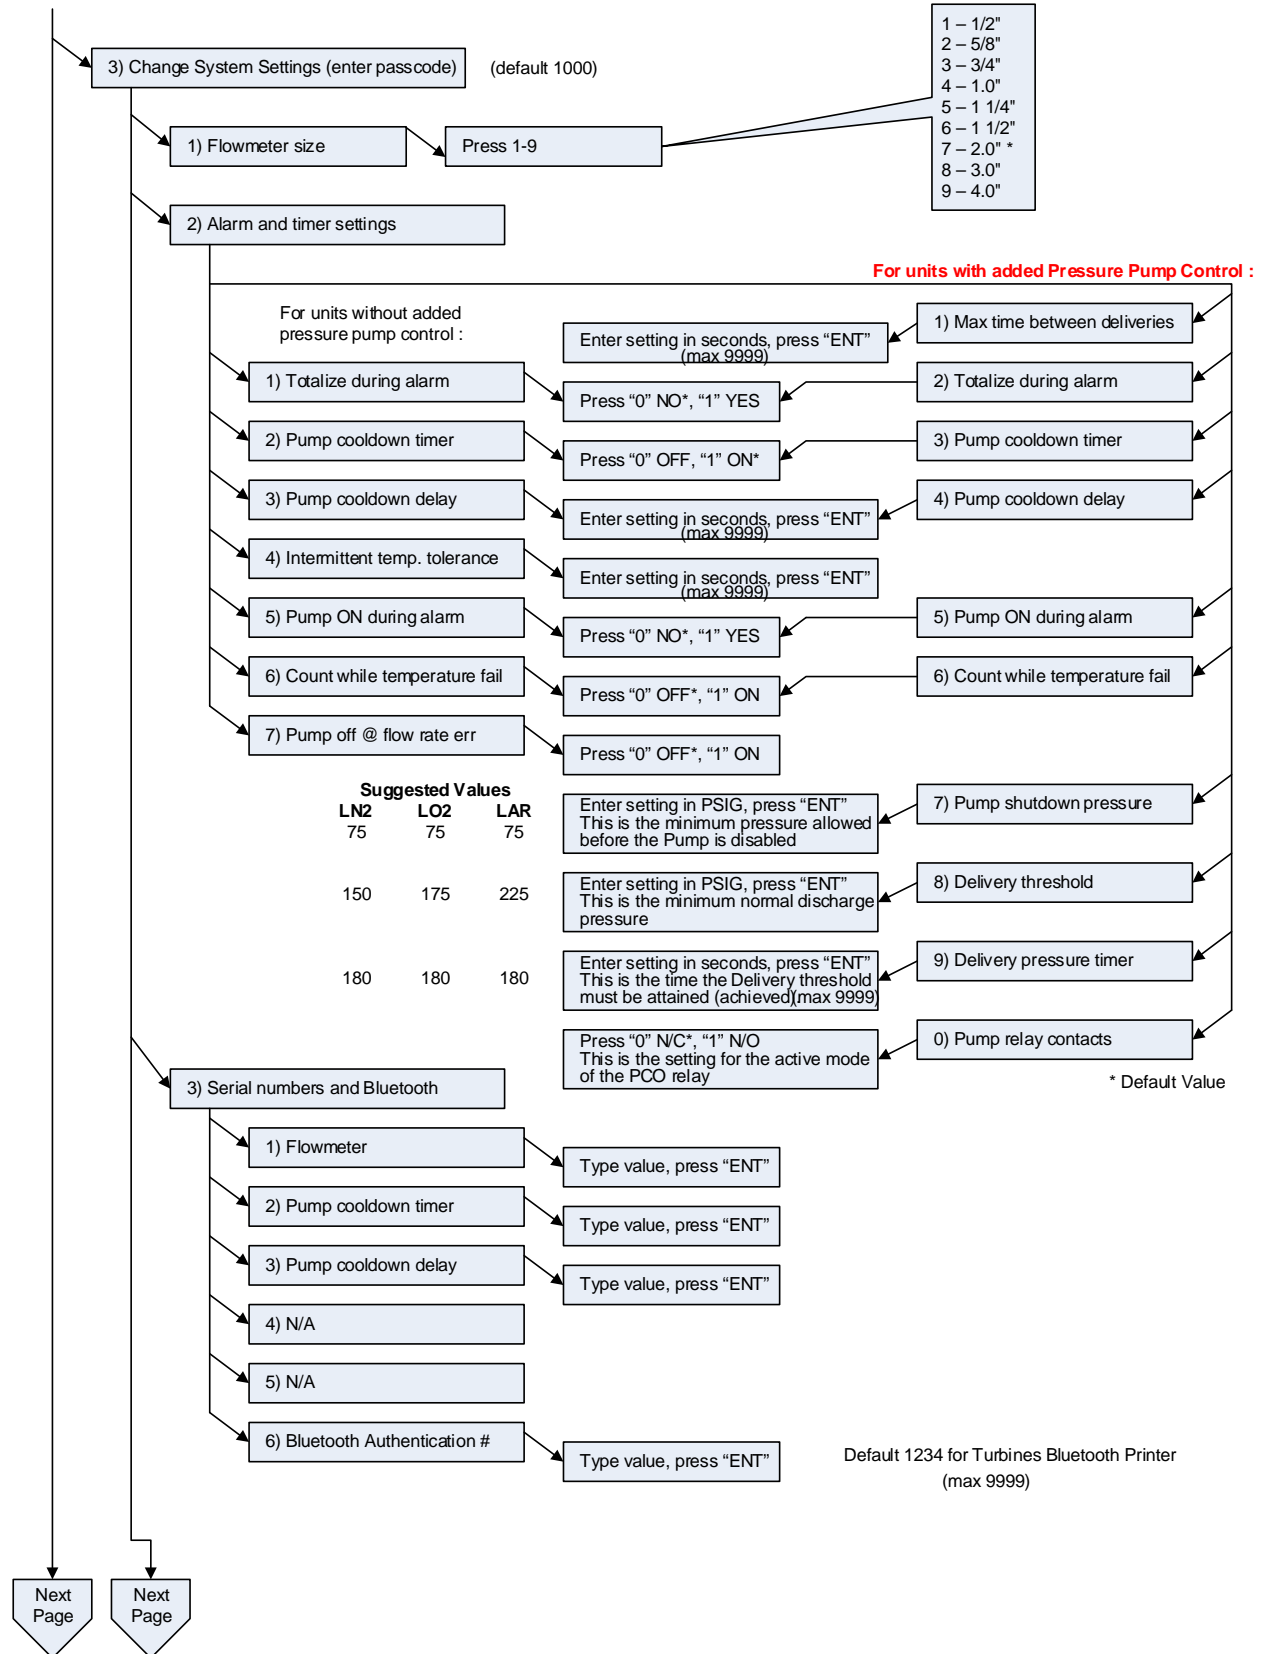 1 – 1/2"
2 – 5/8"
3 – 3/4"
4 – 1.0"
5 – 1 1/4"
6 – 1 1/2"
7 – 2.0" *
8 – 3.0"
9 – 4.0"
3) Change System Settings (enter passcode)
(default 1000)
1) Flowmeter size
Press 1-9
2) Alarm and timer settings
For units with added Pressure Pump Control :
For units without added
pressure pump control :
1) Max time between deliveries
Enter setting in seconds, press “ENT”
(max 9999)
1) Totalize during alarm
Press “0” NO*, “1” YES
2) Totalize during alarm
2) Pump cooldown timer
Press “0” OFF, “1” ON*
3) Pump cooldown timer
3) Pump cooldown delay
Enter setting in seconds, press “ENT”
(max 9999)
4) Pump cooldown delay
4) Intermittent temp. tolerance
Enter setting in seconds, press “ENT”
(max 9999)
5) Pump ON during alarm
Press “0” NO*, “1” YES
5) Pump ON during alarm
6) Count while temperature fail
Press “0” OFF*, “1” ON
6) Count while temperature fail
7) Pump off @ flow rate err
Press “0” OFF*, “1” ON
Suggested Values
LN2 LO2 LAR
75 75 75
Enter setting in PSIG, press “ENT”
This is the minimum pressure allowed
before the Pump is disabled
7) Pump shutdown pressure
150 175 225
Enter setting in PSIG, press “ENT”
This is the minimum normal discharge
pressure
8) Delivery threshold
180 180 180
Enter setting in seconds, press “ENT”
This is the time the Delivery threshold
must be attained (achieved)(max 9999)
9) Delivery pressure timer
Press “0” N/C*, “1” N/O
This is the setting for the active mode
of the PCO relay
0) Pump relay contacts
* Default Value
3) Serial numbers and Bluetooth
1) Flowmeter
Type value, press “ENT”
2) Pump cooldown timer
Type value, press “ENT”
3) Pump cooldown delay
Type value, press “ENT”
4) N/A
5) N/A
6) Bluetooth Authentication #
Type value, press “ENT”
Default 1234 for Turbines Bluetooth Printer
(max 9999)
Next
Page
Next
Page